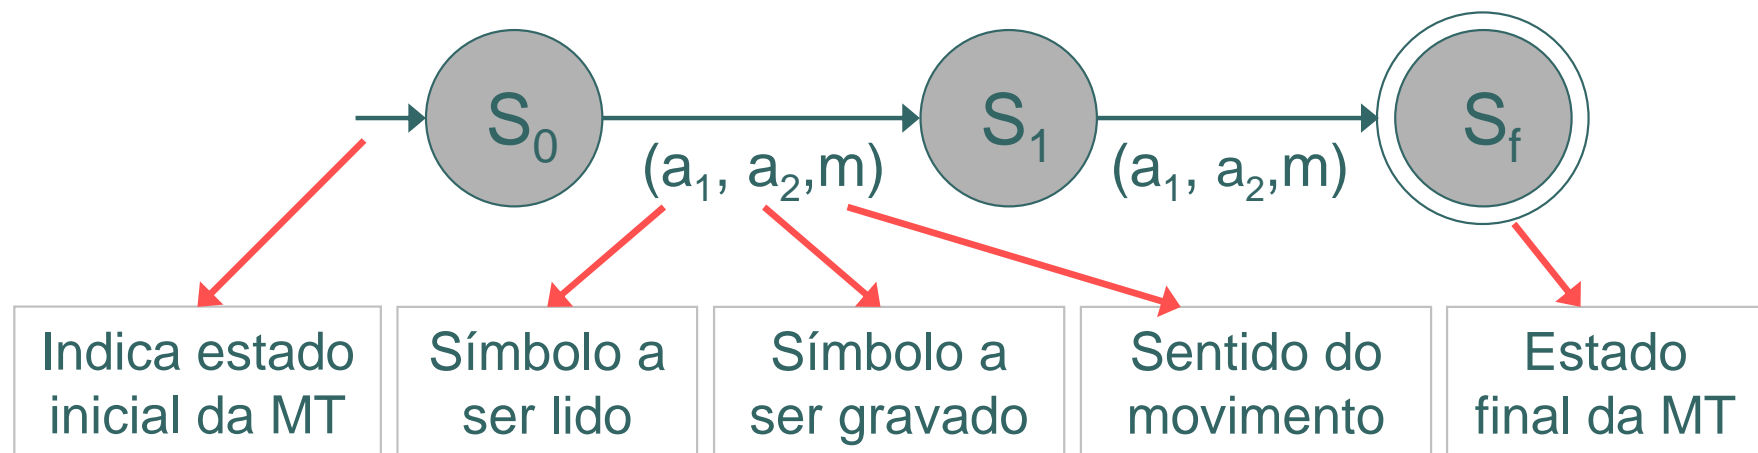 S₀ S₁ S_f
(a₁, a₂,m) (a₁, a₂,m)
Indica estado
inicial da MT
Símbolo a
ser lido
Símbolo a
ser gravado
Sentido do
movimento
Estado
final da MT